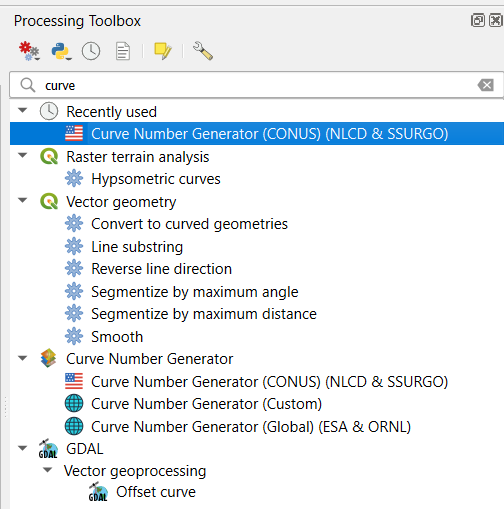 Processing Toolbox
curve
Recently used
Curve Number Generator (CONUS) (NLCD & SSURGO)
Raster terrain analysis
Hypsometric curves
Vector geometry
Convert to curved geometries
Line substring
Reverse line direction
Segmentize by maximum angle
Segmentize by maximum distance
Smooth
Curve Number Generator
Curve Number Generator (CONUS) (NLCD & SSURGO)
Curve Number Generator (Custom)
Curve Number Generator (Global) (ESA & ORNL)
GDAL GDAL
Vector geoprocessing
GDAL Offset curve